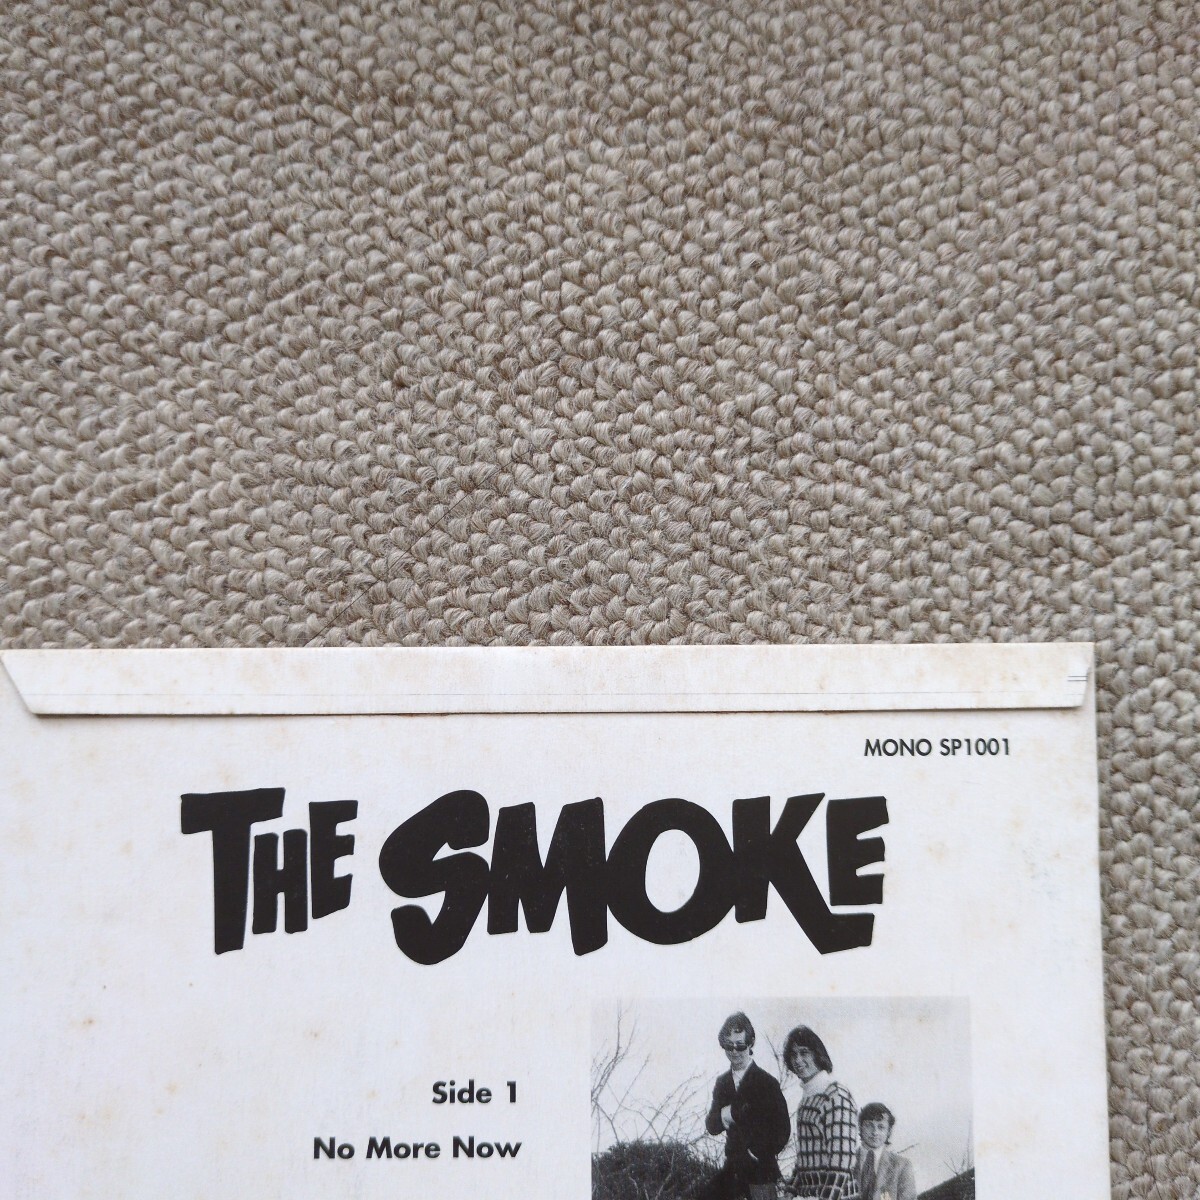 MONO SP1001
THE SMOKE
Side 1
No More Now